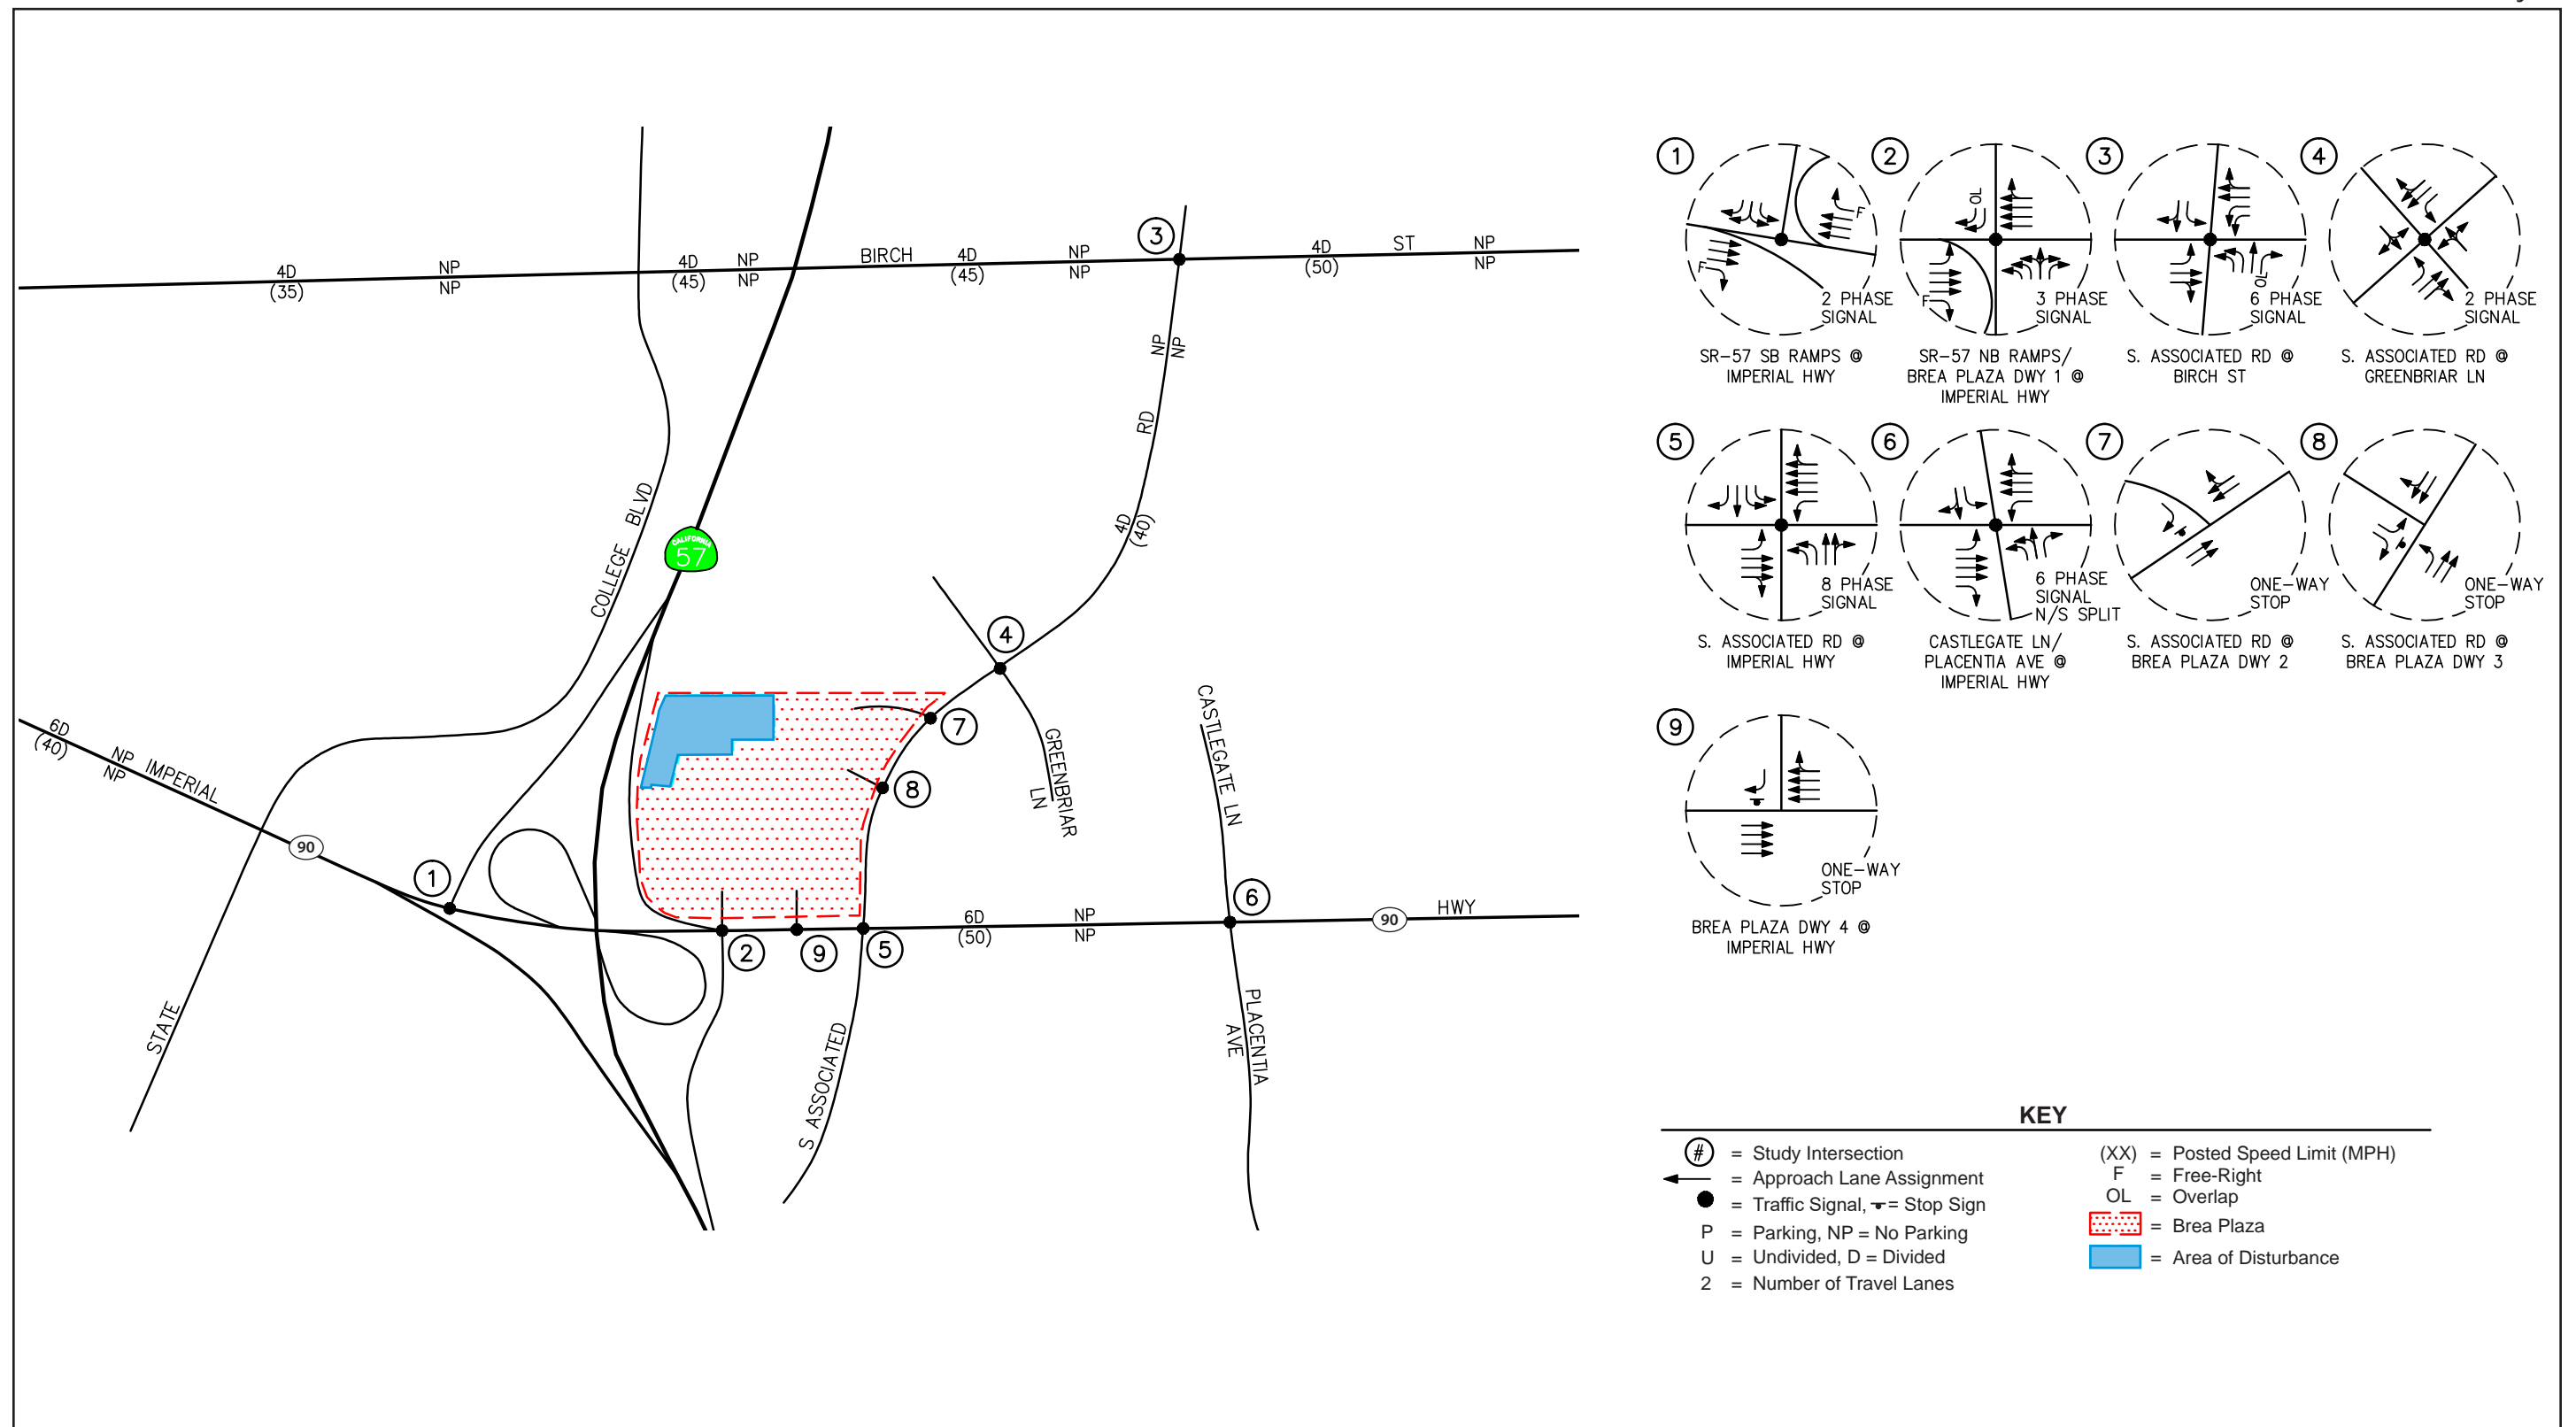 3
BIRCH
ST
4D
(35)
NP
NP
4D
(45)
NP
NP
4D
(45)
NP
NP
4D
(50)
NP
NP
NP
NP
RD
4D
(40)
COLLEGE BLVD
CALIFORNIA
57
4
7
8
GREENBRIAR
LN
CASTLEGATE LN
6D
(40)
NP
NP
IMPERIAL
90
1
2
9
5
6D
(50)
NP
NP
6
90
HWY
STATE
S ASSOCIATED
PLACENTIA
AVE
1
F
F
2 PHASE
SIGNAL
SR-57 SB RAMPS @
IMPERIAL HWY
2
OL
F
3 PHASE
SIGNAL
SR-57 NB RAMPS/
BREA PLAZA DWY 1 @
IMPERIAL HWY
3
OL
6 PHASE
SIGNAL
S. ASSOCIATED RD @
BIRCH ST
4
2 PHASE
SIGNAL
S. ASSOCIATED RD @
GREENBRIAR LN
5
8 PHASE
SIGNAL
S. ASSOCIATED RD @
IMPERIAL HWY
6
6 PHASE
SIGNAL
N/S SPLIT
CASTLEGATE LN/
PLACENTIA AVE @
IMPERIAL HWY
7
ONE-WAY
STOP
S. ASSOCIATED RD @
BREA PLAZA DWY 2
8
ONE-WAY
STOP
S. ASSOCIATED RD @
BREA PLAZA DWY 3
9
ONE-WAY
STOP
BREA PLAZA DWY 4 @
IMPERIAL HWY
KEY
# = Study Intersection
= Approach Lane Assignment
= Traffic Signal, = Stop Sign
P = Parking, NP = No Parking
U = Undivided, D = Divided
2 = Number of Travel Lanes
(XX) = Posted Speed Limit (MPH)
F = Free-Right
OL = Overlap
= Brea Plaza
= Area of Disturbance